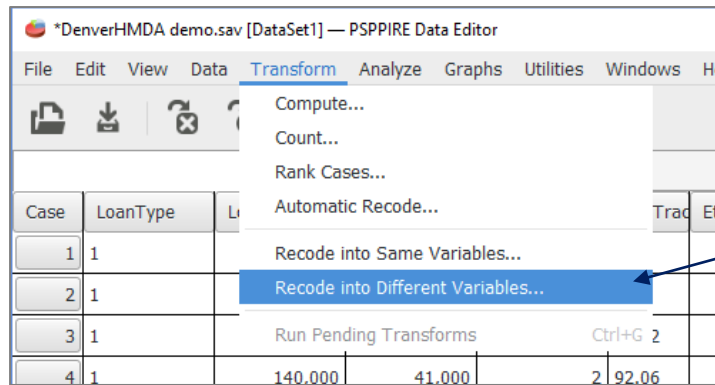 *DenverHMDA demo.sav [DataSet1] — PSPPIRE Data Editor
File Edit View Data Transform Analyze Graphs Utilities Windows
Compute...
Count...
Rank Cases...
Automatic Recode...
Case LoanType
1 1
Recode into Same Variables...
2 1
Recode into Different Variables...
3 1
Run Pending Transforms Ctrl+G 2
4 1 140.000 41.000 2 92.06